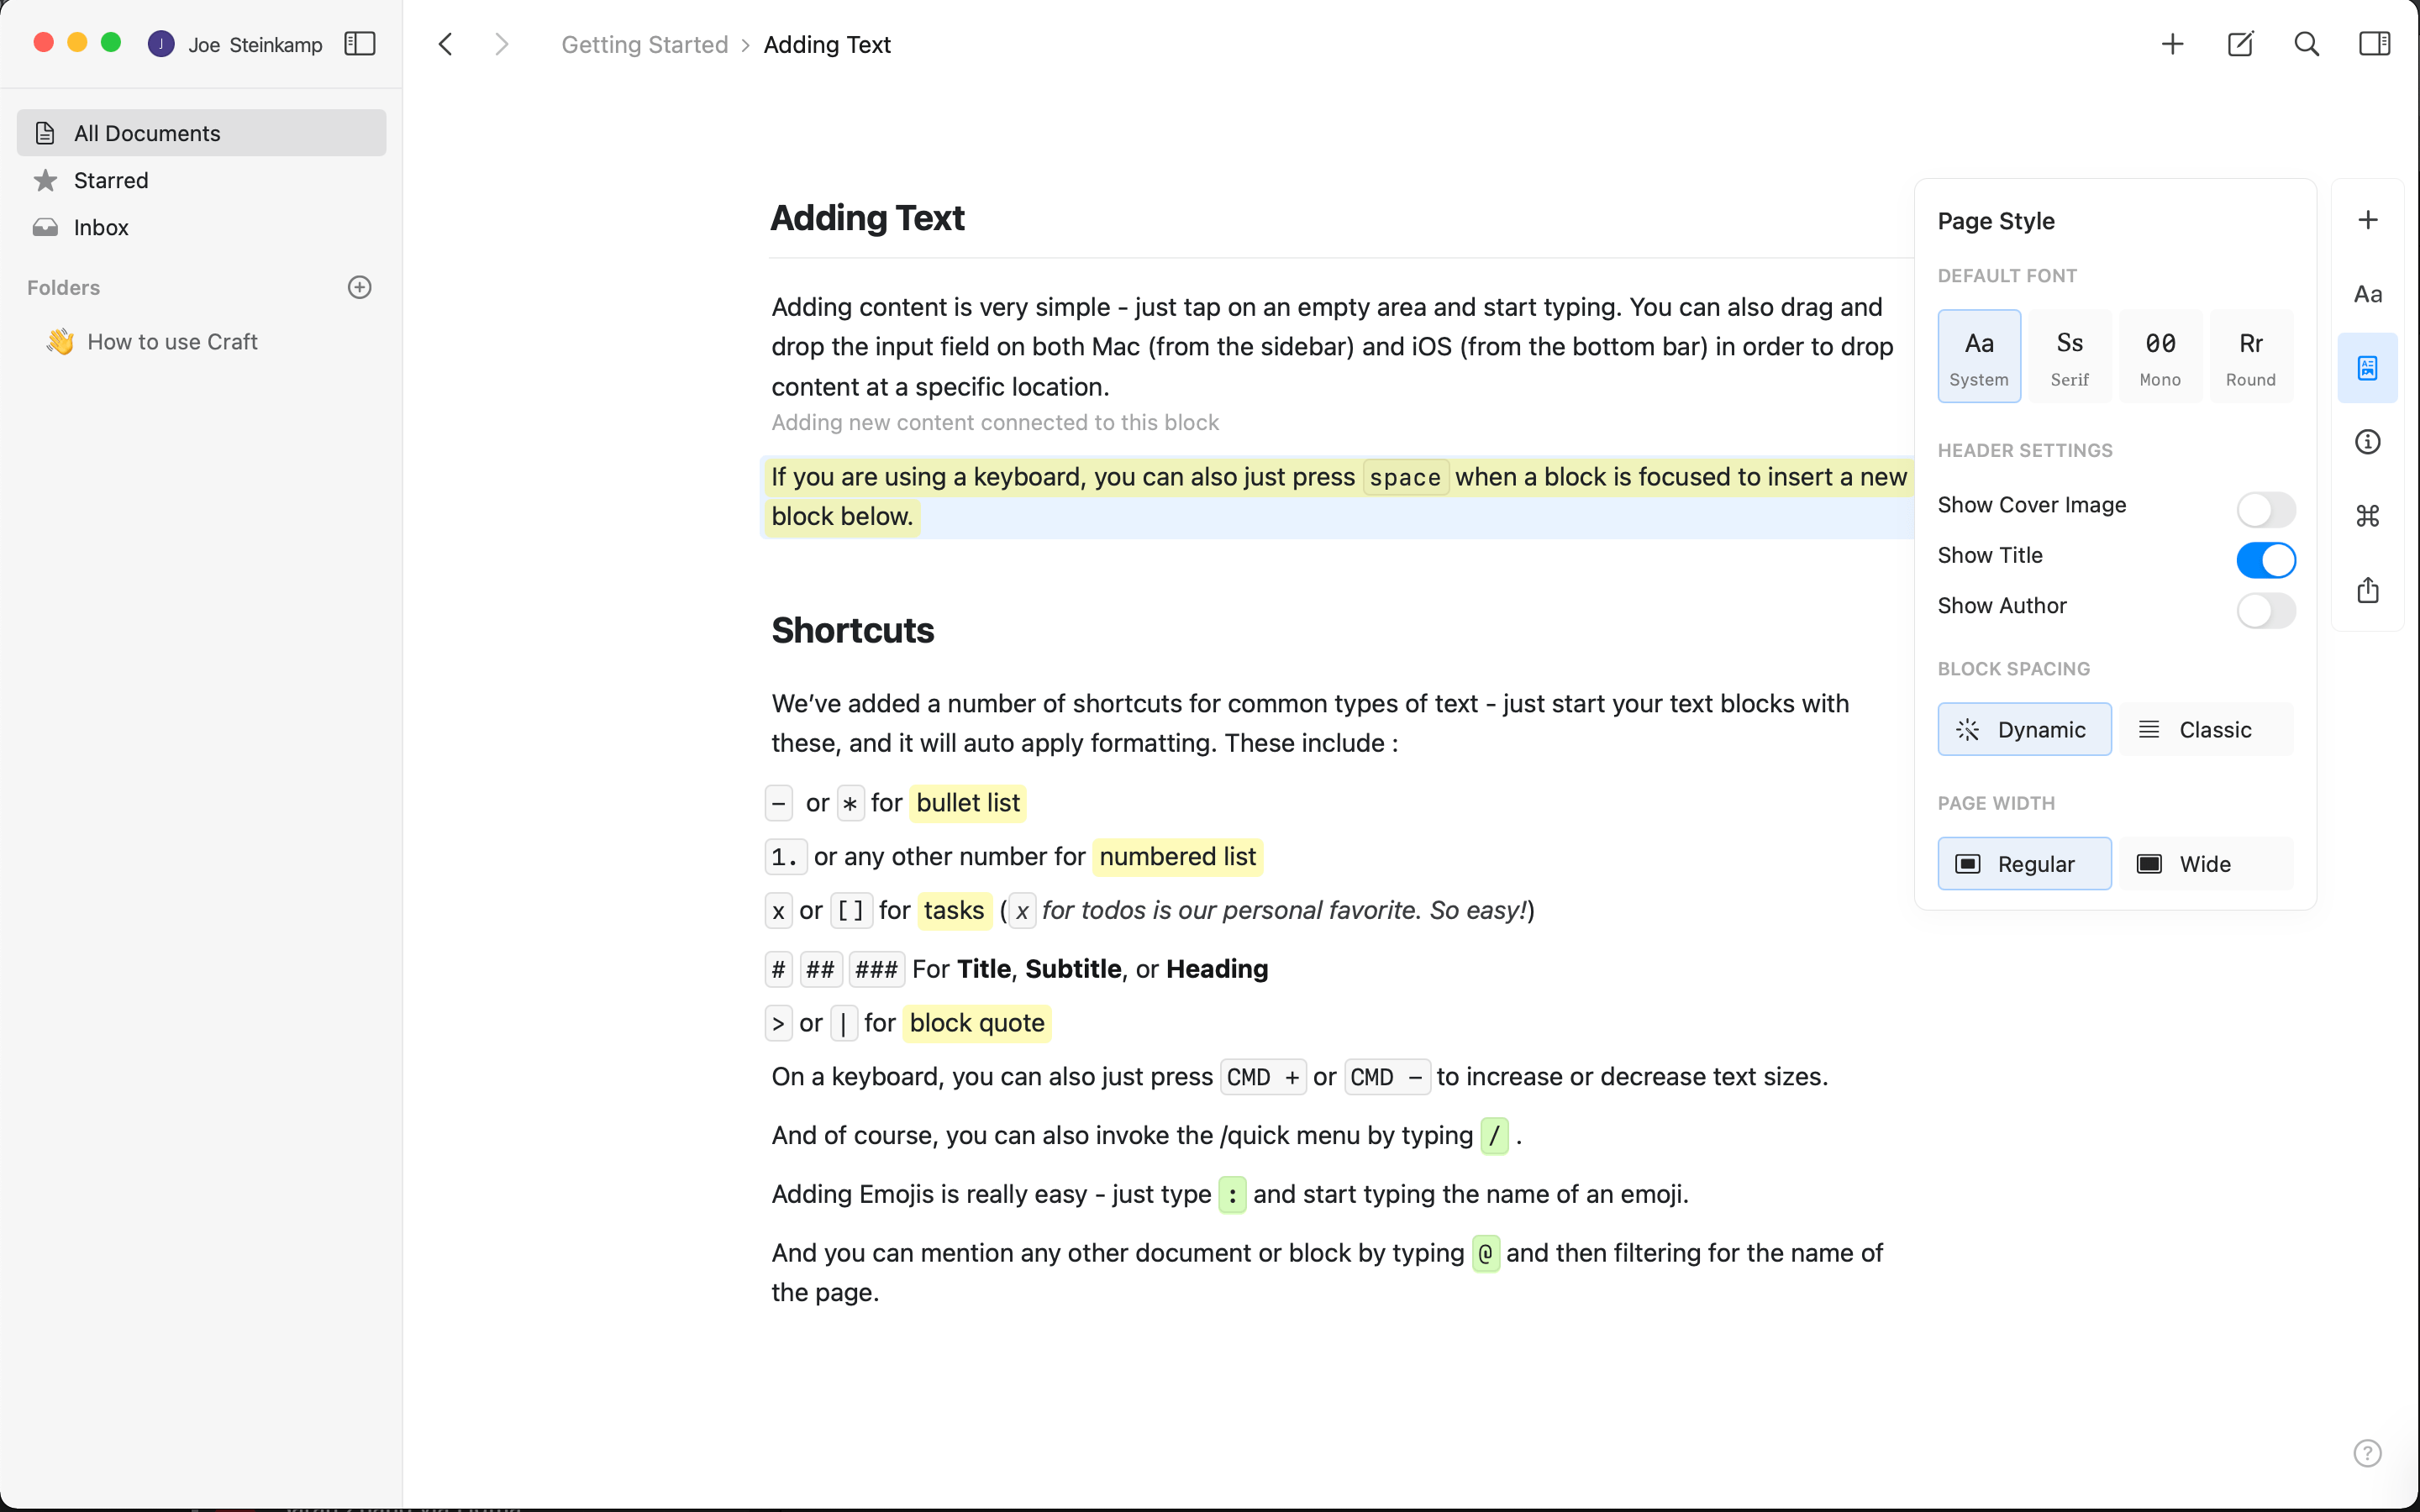 J Joe Steinkamp
All Documents
Starred
Inbox
Folders
👋 How to use Craft
Getting Started > Adding Text
Adding Text
Adding content is very simple - just tap on an empty area and start typing. You can also drag and
drop the input field on both Mac (from the sidebar) and iOS (from the bottom bar) in order to drop
content at a specific location.
Adding new content connected to this block
If you are using a keyboard, you can also just press space when a block is focused to insert a new
block below.
Shortcuts
We’ve added a number of shortcuts for common types of text - just start your text blocks with
these, and it will auto apply formatting. These include :
- or * for bullet list
1. or any other number for numbered list
x or [] for tasks (x for todos is our personal favorite. So easy!)
# ## ### For Title, Subtitle, or Heading
> or | for block quote
On a keyboard, you can also just press CMD + or CMD - to increase or decrease text sizes.
And of course, you can also invoke the /quick menu by typing / .
Adding Emojis is really easy - just type : and start typing the name of an emoji.
And you can mention any other document or block by typing @ and then filtering for the name of
the page.
Page Style
DEFAULT FONT
Aa Ss 00 Rr
System Serif Mono Round
HEADER SETTINGS
Show Cover Image
Show Title
Show Author
BLOCK SPACING
Dynamic Classic
PAGE WIDTH
Regular Wide
Aa
?